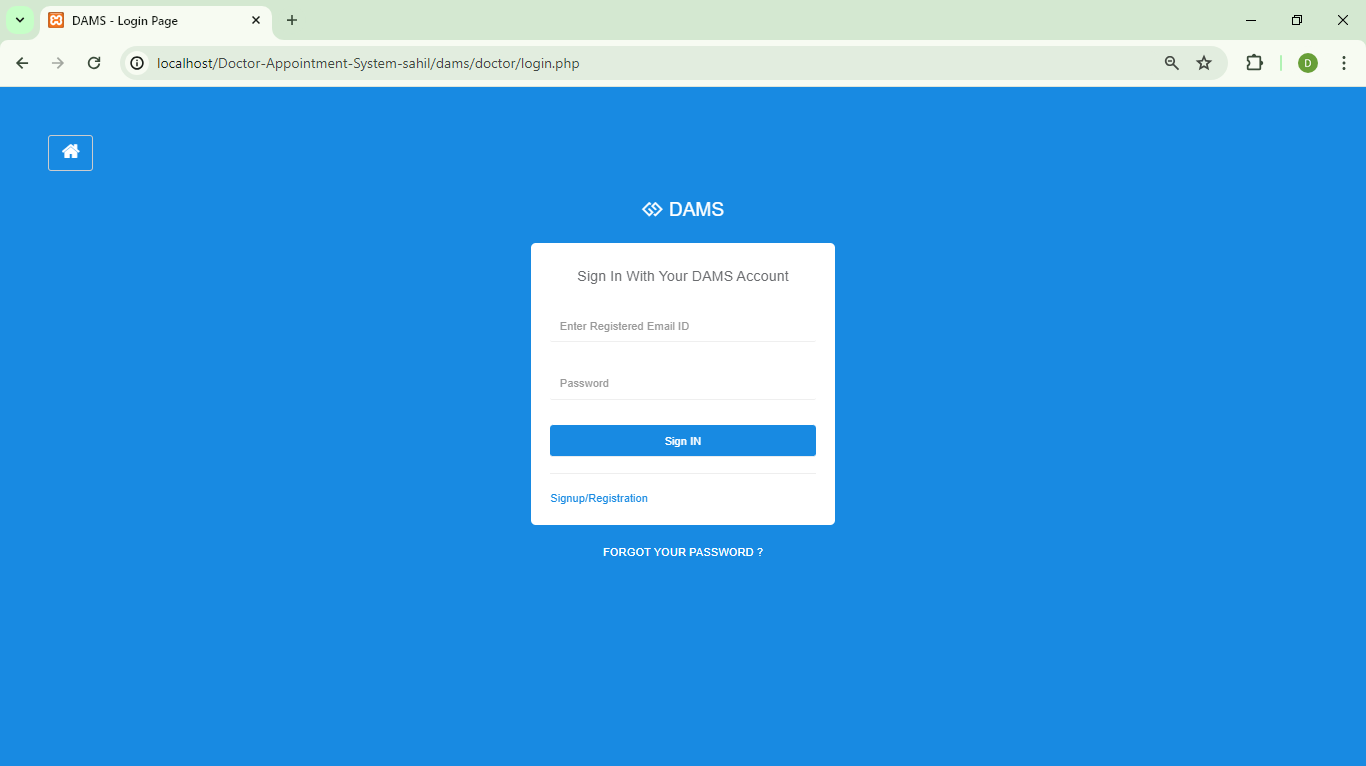 DAMS - Login Page
localhost/Doctor-Appointment-System-sahil/dams/doctor/login.php
D
DAMS
Sign In With Your DAMS Account
Enter Registered Email ID
Password
Sign IN
Signup/Registration
FORGOT YOUR PASSWORD ?